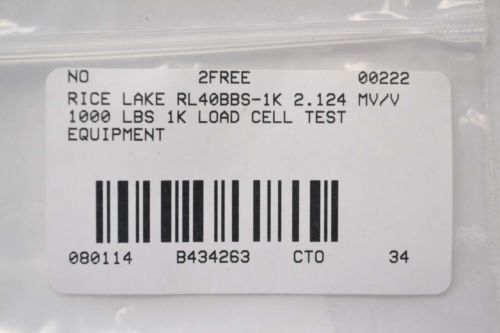 NO 2FREE 00222
RICE LAKE RL40BBS-1K 2.124 MV/V
1000 LBS 1K LOAD CELL TEST
EQUIPMENT
080114 B434263 CTO 34